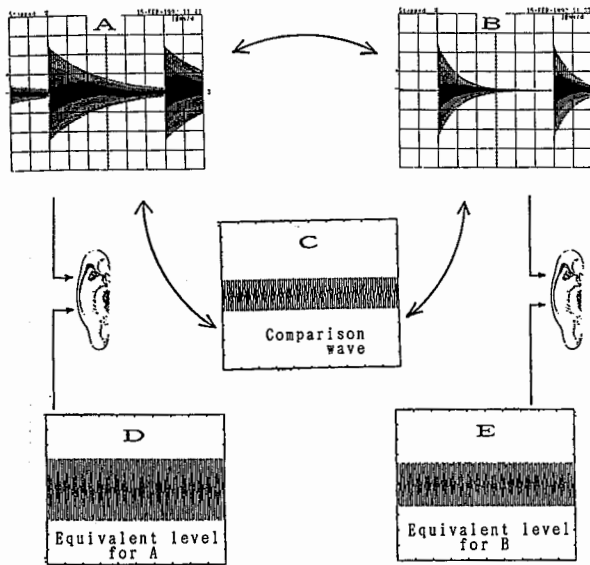 A
B
C
Comparison
wave
D
Equivalent level
for A
E
Equivalent level
for B